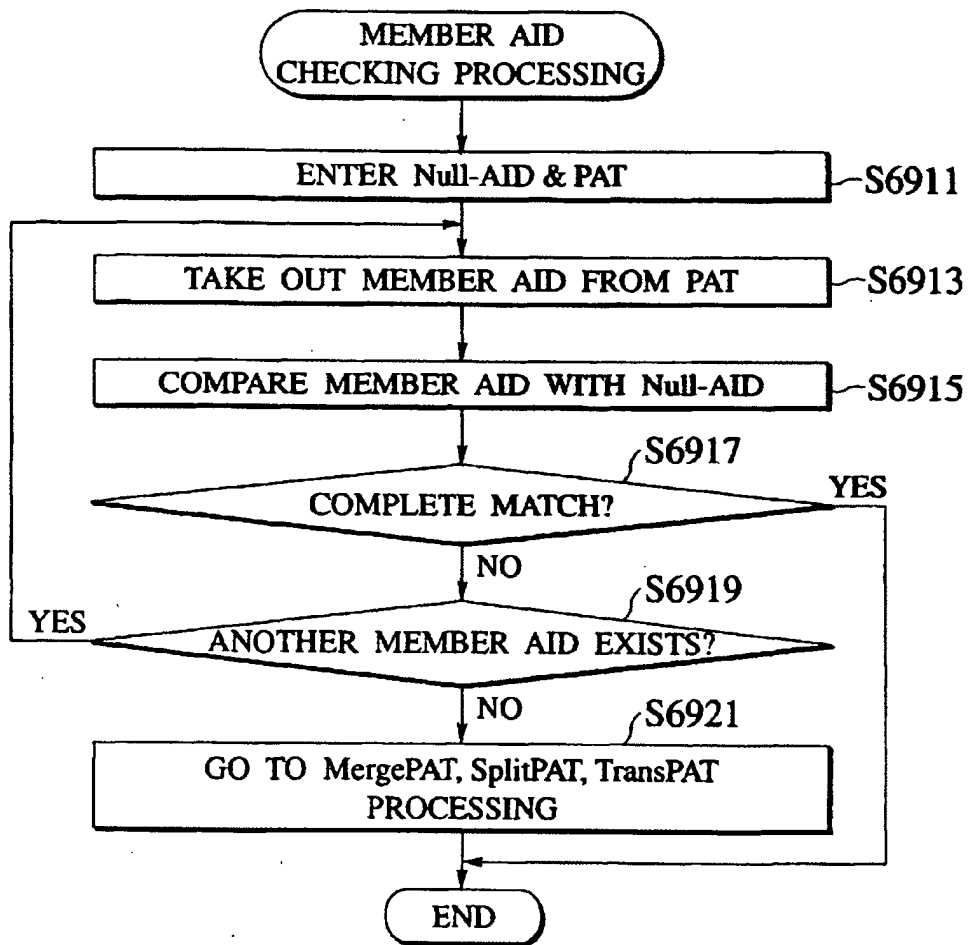 MEMBER AID
CHECKING PROCESSING
ENTER Null-AID & PAT
S6911
TAKE OUT MEMBER AID FROM PAT
S6913
COMPARE MEMBER AID WITH Null-AID
S6915
S6917
COMPLETE MATCH?
YES
NO
S6919
YES
ANOTHER MEMBER AID EXISTS?
NO
S6921
GO TO MergePAT, SplitPAT, TransPAT
PROCESSING
END